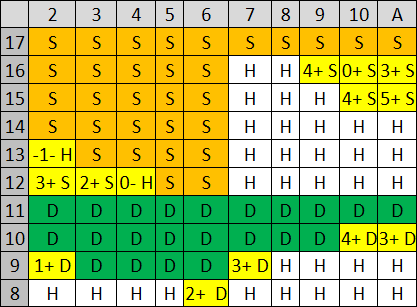 2 3 4 5 6 7 8 9 10 A
17 S S S S S S S S S S
16 S S S S S H H 4+ S 0+ S 3+ S
15 S S S S S H H H 4+ S 5+ S
14 S S S S S H H H H H
13 -1- H S S S S H H H H H
12 3+ S 2+ S 0- H S S H H H H H
11 D D D D D D D D D D
10 D D D D D D D D 4+ D 3+ D
9 1+ D D D D D 3+ D H H H H
8 H H H H 2+ D H H H H H